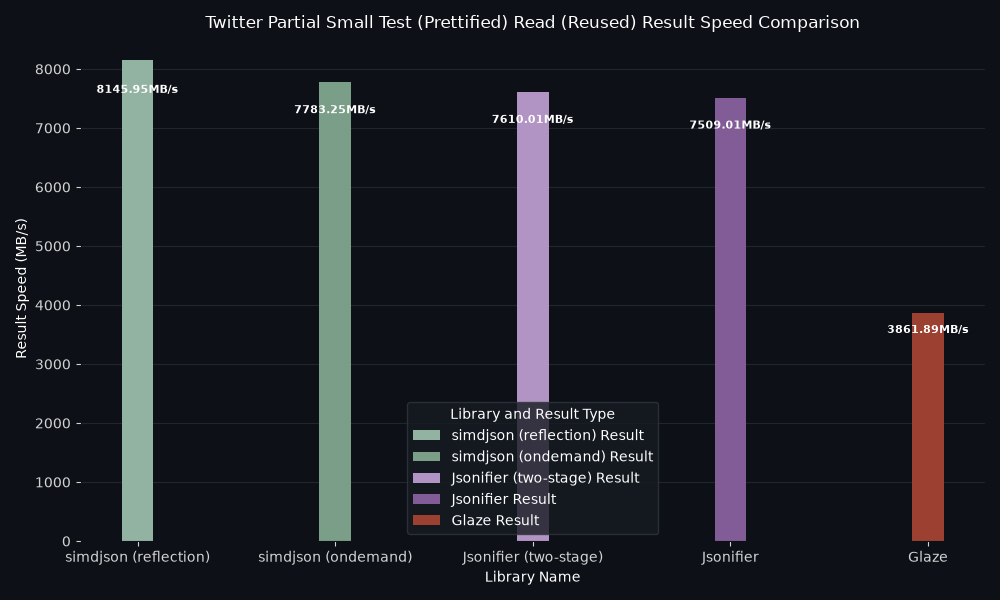 Twitter Partial Small Test (Prettified) Read (Reused) Result Speed Comparison
Result Speed (MB/s)
8000
7000
6000
5000
4000
3000
2000
1000
0
8145.95MB/s
7783.25MB/s
7610.01MB/s
7509.01MB/s
3861.89MB/s
Library and Result Type
simdjson (reflection) Result
simdjson (ondemand) Result
Jsonifier (two-stage) Result
Jsonifier Result
Glaze Result
simdjson (reflection)
simdjson (ondemand)
Jsonifier (two-stage)
Jsonifier
Glaze
Library Name